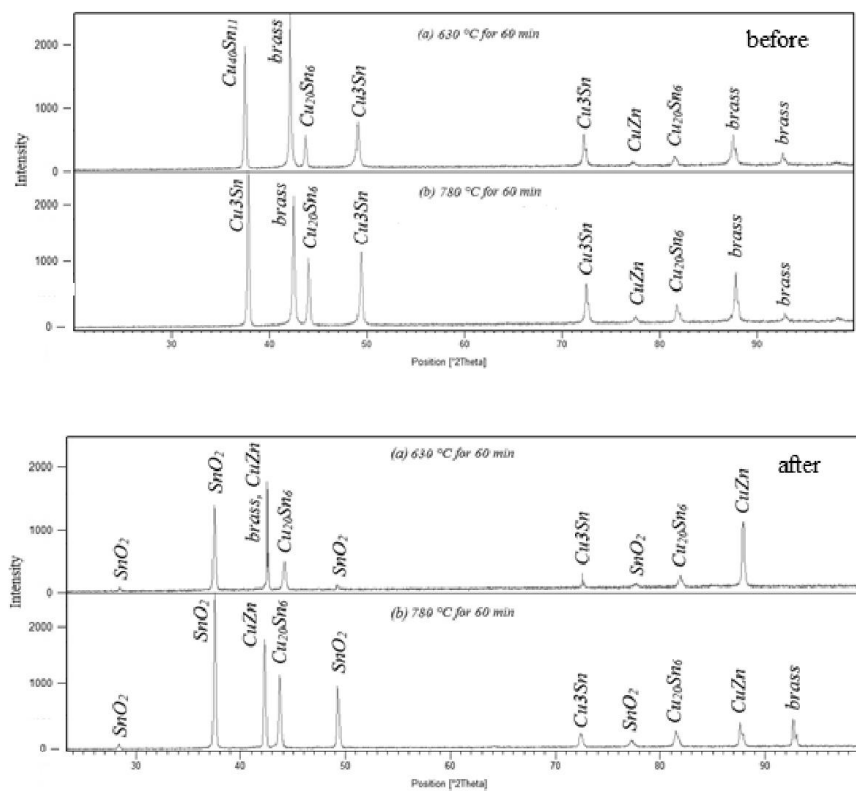 (a) 630 °C for 60 min
before
Intensity
2000
1000
0
Cu40Sn11
brass
Cu20Sn6
Cu3Sn
Cu3Sn
CuZn
Cu20Sn6
brass
brass
(b) 780 °C for 60 min
2000
1000
0
Cu3Sn
brass
Cu20Sn6
Cu3Sn
Cu3Sn
CuZn
Cu20Sn6
brass
brass
30 40 50 60 70 80 90
Position [°2Theta]
(a) 630 °C for 60 min
after
Intensity
2000
1000
0
SnO2
SnO2
brass, CuZn
Cu20Sn6
SnO2
Cu3Sn
SnO2
Cu20Sn6
CuZn
(b) 780 °C for 60 min
2000
1000
0
SnO2
SnO2
CuZn
Cu20Sn6
SnO2
Cu3Sn
SnO2
Cu20Sn6
CuZn
brass
30 40 50 60 70 80 90
Position [°2Theta]